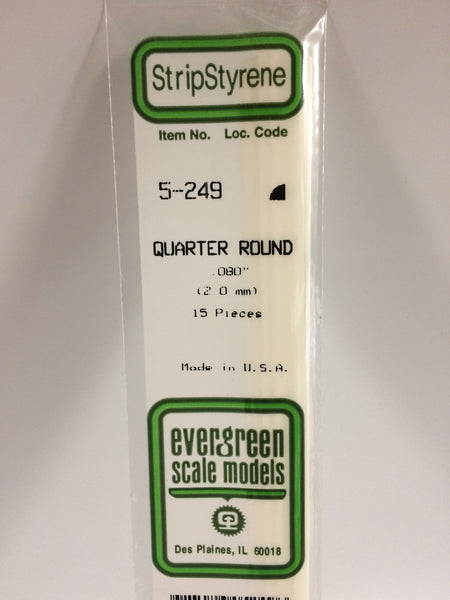 StripStyrene
Item No. Loc. Code
5-249
QUARTER ROUND
.080"
(2 0 mm)
15 Pieces
Made in U.S.A.
evergreen
scale models
Des Plaines, IL 60018